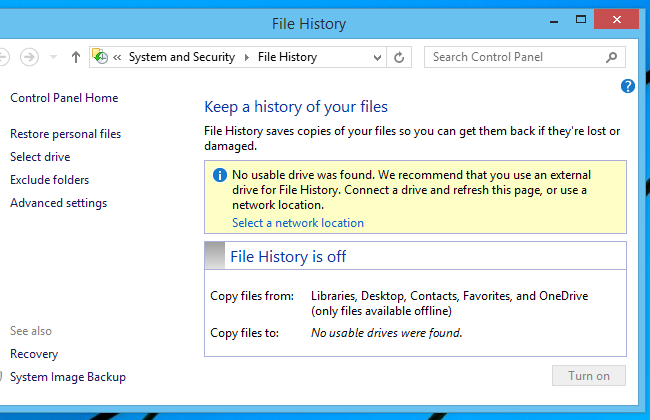 File History
« System and Security File History
Search Control Panel
Control Panel Home
Restore personal files
Select drive
Exclude folders
Advanced settings
See also
Recovery
System Image Backup
?
Keep a history of your files
File History saves copies of your files so you can get them back if they're lost or
damaged.
No usable drive was found. We recommend that you use an external
drive for File History. Connect a drive and refresh this page, or use a
network location.
Select a network location
File History is off
Copy files from: Libraries, Desktop, Contacts, Favorites, and OneDrive
(only files available offline)
Copy files to: No usable drives were found.
Turn on